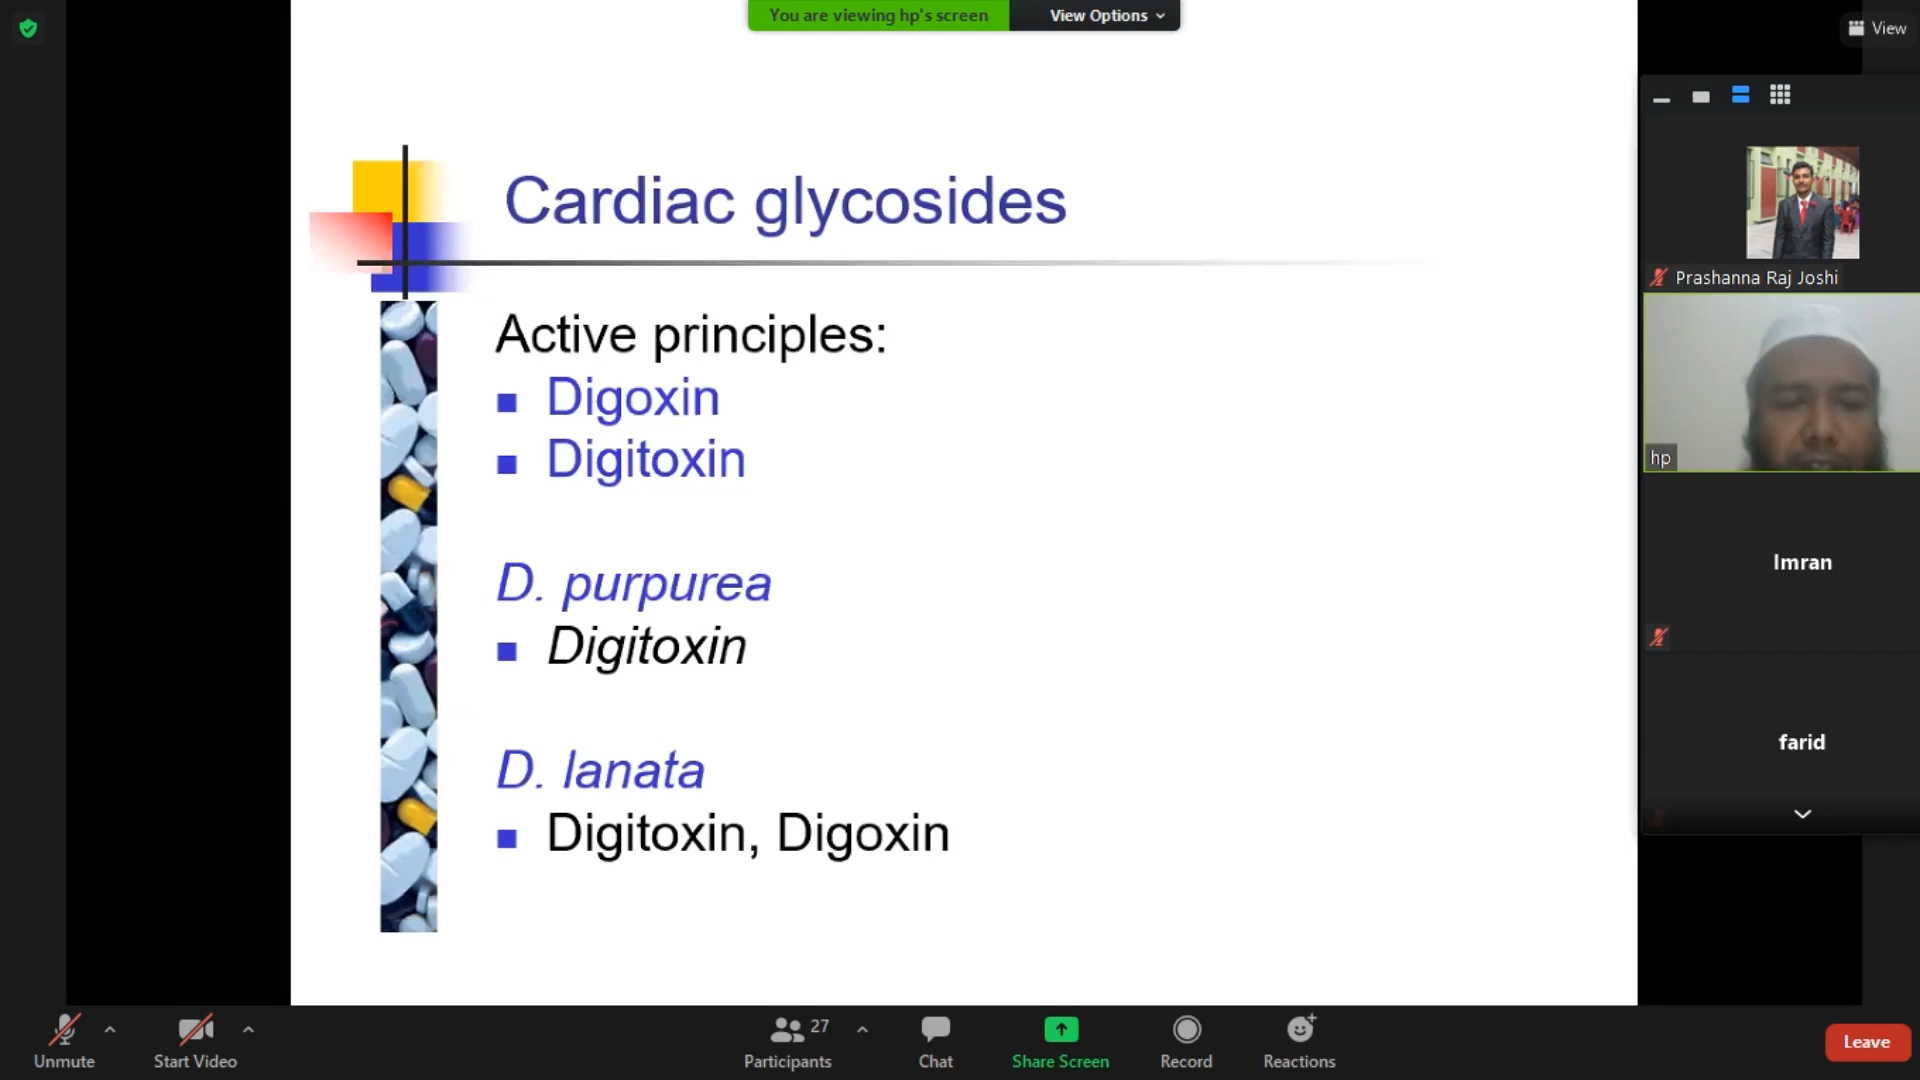 You are viewing hp's screen
View Options
View
Cardiac glycosides
Active principles:
Digoxin
Digitoxin
D. purpurea
Digitoxin
D. lanata
Digitoxin, Digoxin
Prashanna Raj Joshi
hp
Imran
farid
Unmute
Start Video
27
Participants
Chat
Share Screen
Record
Reactions
Leave